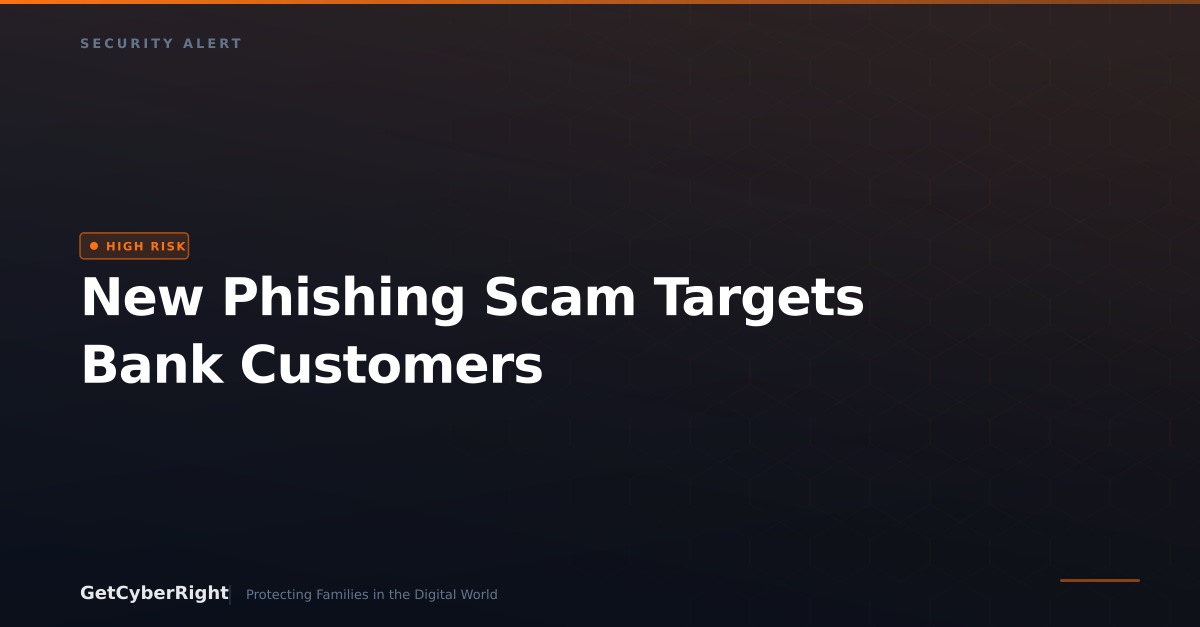 SECURITY ALERT
HIGH RISK
New Phishing Scam Targets
Bank Customers
GetCyberRight Protecting Families in the Digital World